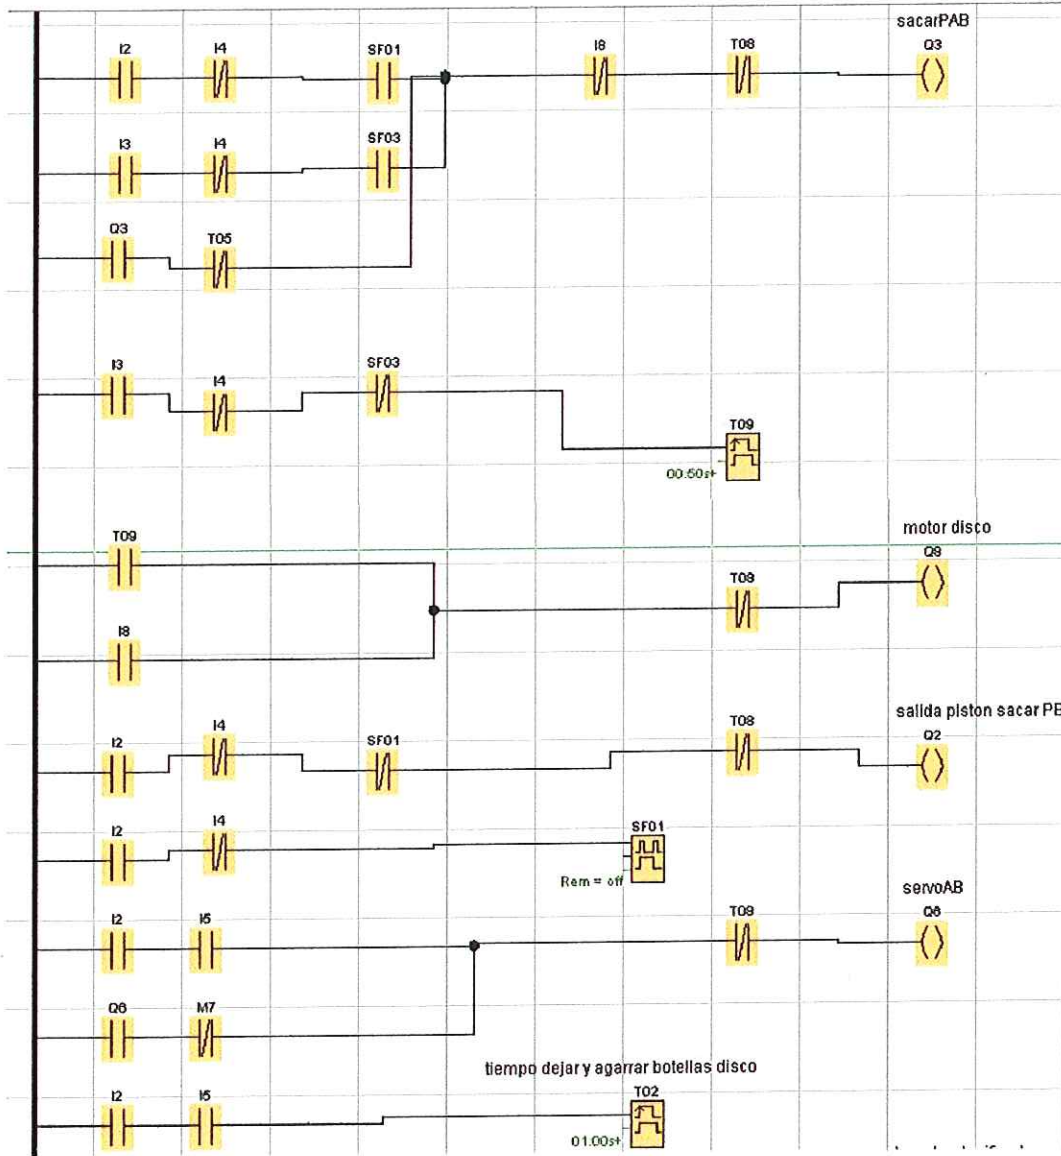 sacarPAB
I2 I4 SF01 I8 T08 Q3
I3 I4 SF03
Q3 T05
I3 I4 SF03
T09
00:50s+
motor disco
T09 T08 Q8
I8
salida piston sacar PB
I2 I4 SF01 T08 Q2
I2 I4 SF01
Rem = off
servoAB
I2 I5 T09 Q6
Q6 M7
tiempo dejar y agarrar botellas disco
I2 I5 T02
01:00s+